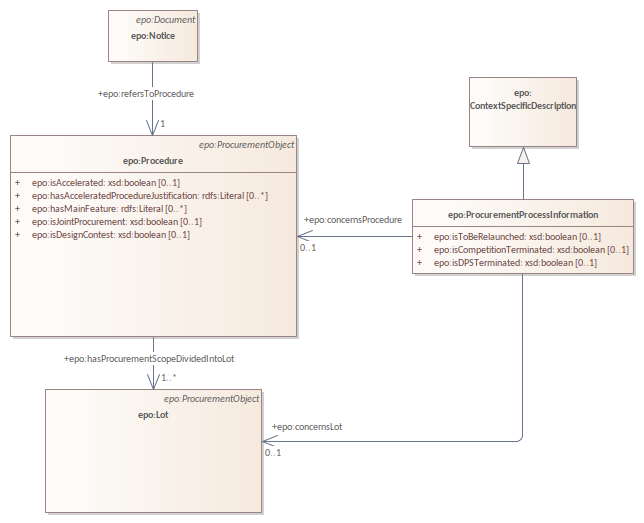 epo:Document
epo:Notice
+epo:refersToProcedure
1
epo:ProcurementObject
epo:Procedure
+ epo:isAccelerated: xsd:boolean [0..1]
+ epo:hasAcceleratedProcedureJustification: rdfs:Literal [0..*]
+ epo:hasMainFeature: rdfs:Literal [0..*]
+ epo:isJointProcurement: xsd:boolean [0..1]
+ epo:isDesignContest: xsd:boolean [0..1]
epo:
ContextSpecificDescription
epo:ProcurementProcessInformation
+ epo:isToBeRelaunched: xsd:boolean [0..1]
+ epo:isCompetitionTerminated: xsd:boolean [0..1]
+ epo:isDPSTerminated: xsd:boolean [0..1]
+epo:concernsProcedure
0..1
+epo:hasProcurementScopeDividedIntoLot
1..*
epo:ProcurementObject
epo:Lot
+epo:concernsLot
0..1